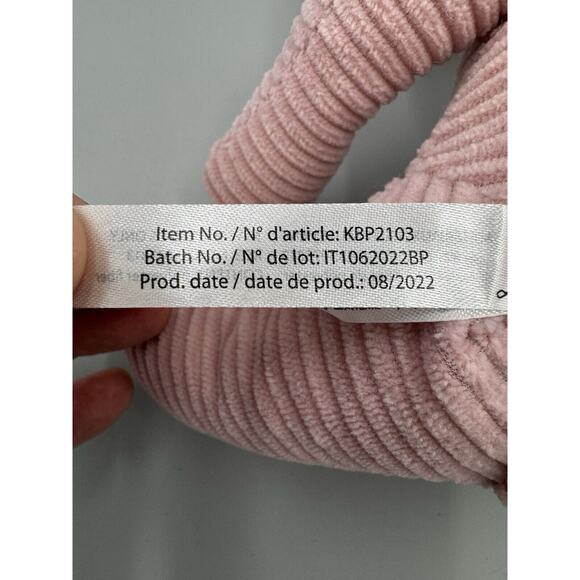 Item No. / N° d'article: KBP2103
Batch No. / N° de lot: IT1062022BP
Prod. date / date de prod.: 08/2022